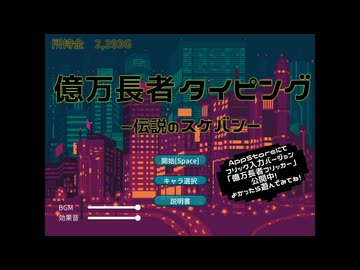 所持金 2,393G
億万長者タイピング
ー伝説のスケバンー
開始[Space]
キャラ選択
説明書
AppStoreにて
フリック入力バージョン
「億万長者フリッカー」
公開中!
よかったら遊んでみてね!
BGM
効果音